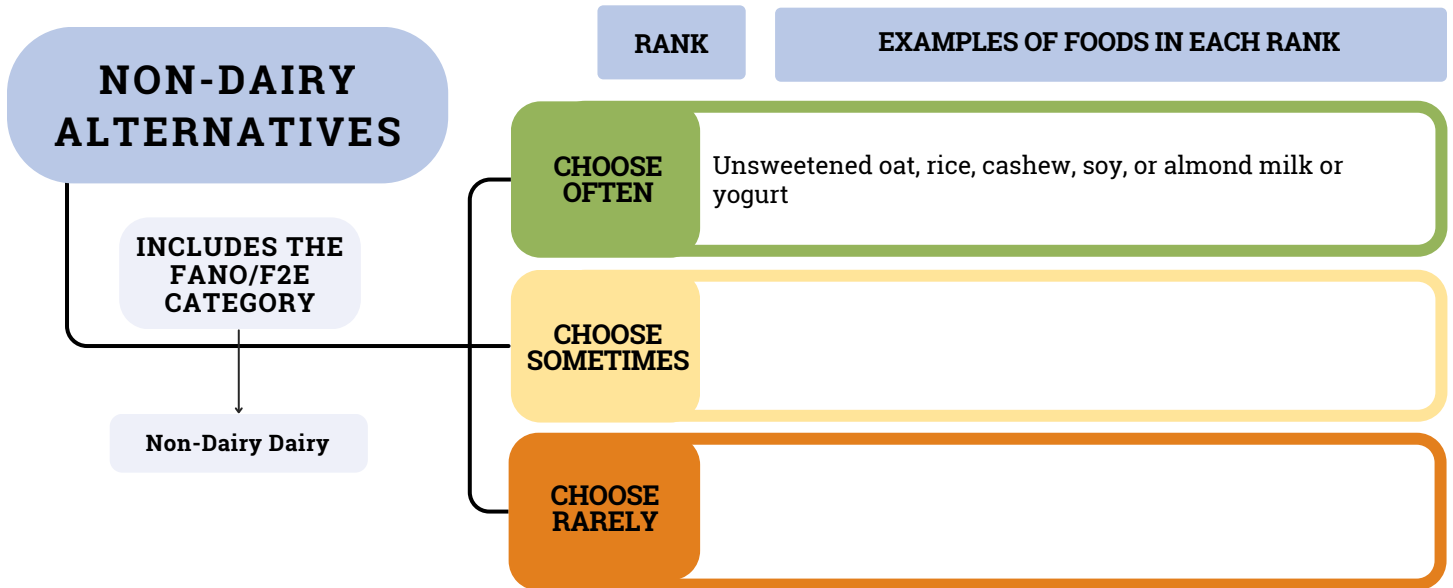 NON-DAIRY
ALTERNATIVES
INCLUDES THE
FANO/F2E
CATEGORY
Non-Dairy Dairy
RANK
EXAMPLES OF FOODS IN EACH RANK
CHOOSE
OFTEN
Unsweetened oat, rice, cashew, soy, or almond milk or
yogurt
CHOOSE
SOMETIMES
CHOOSE
RARELY